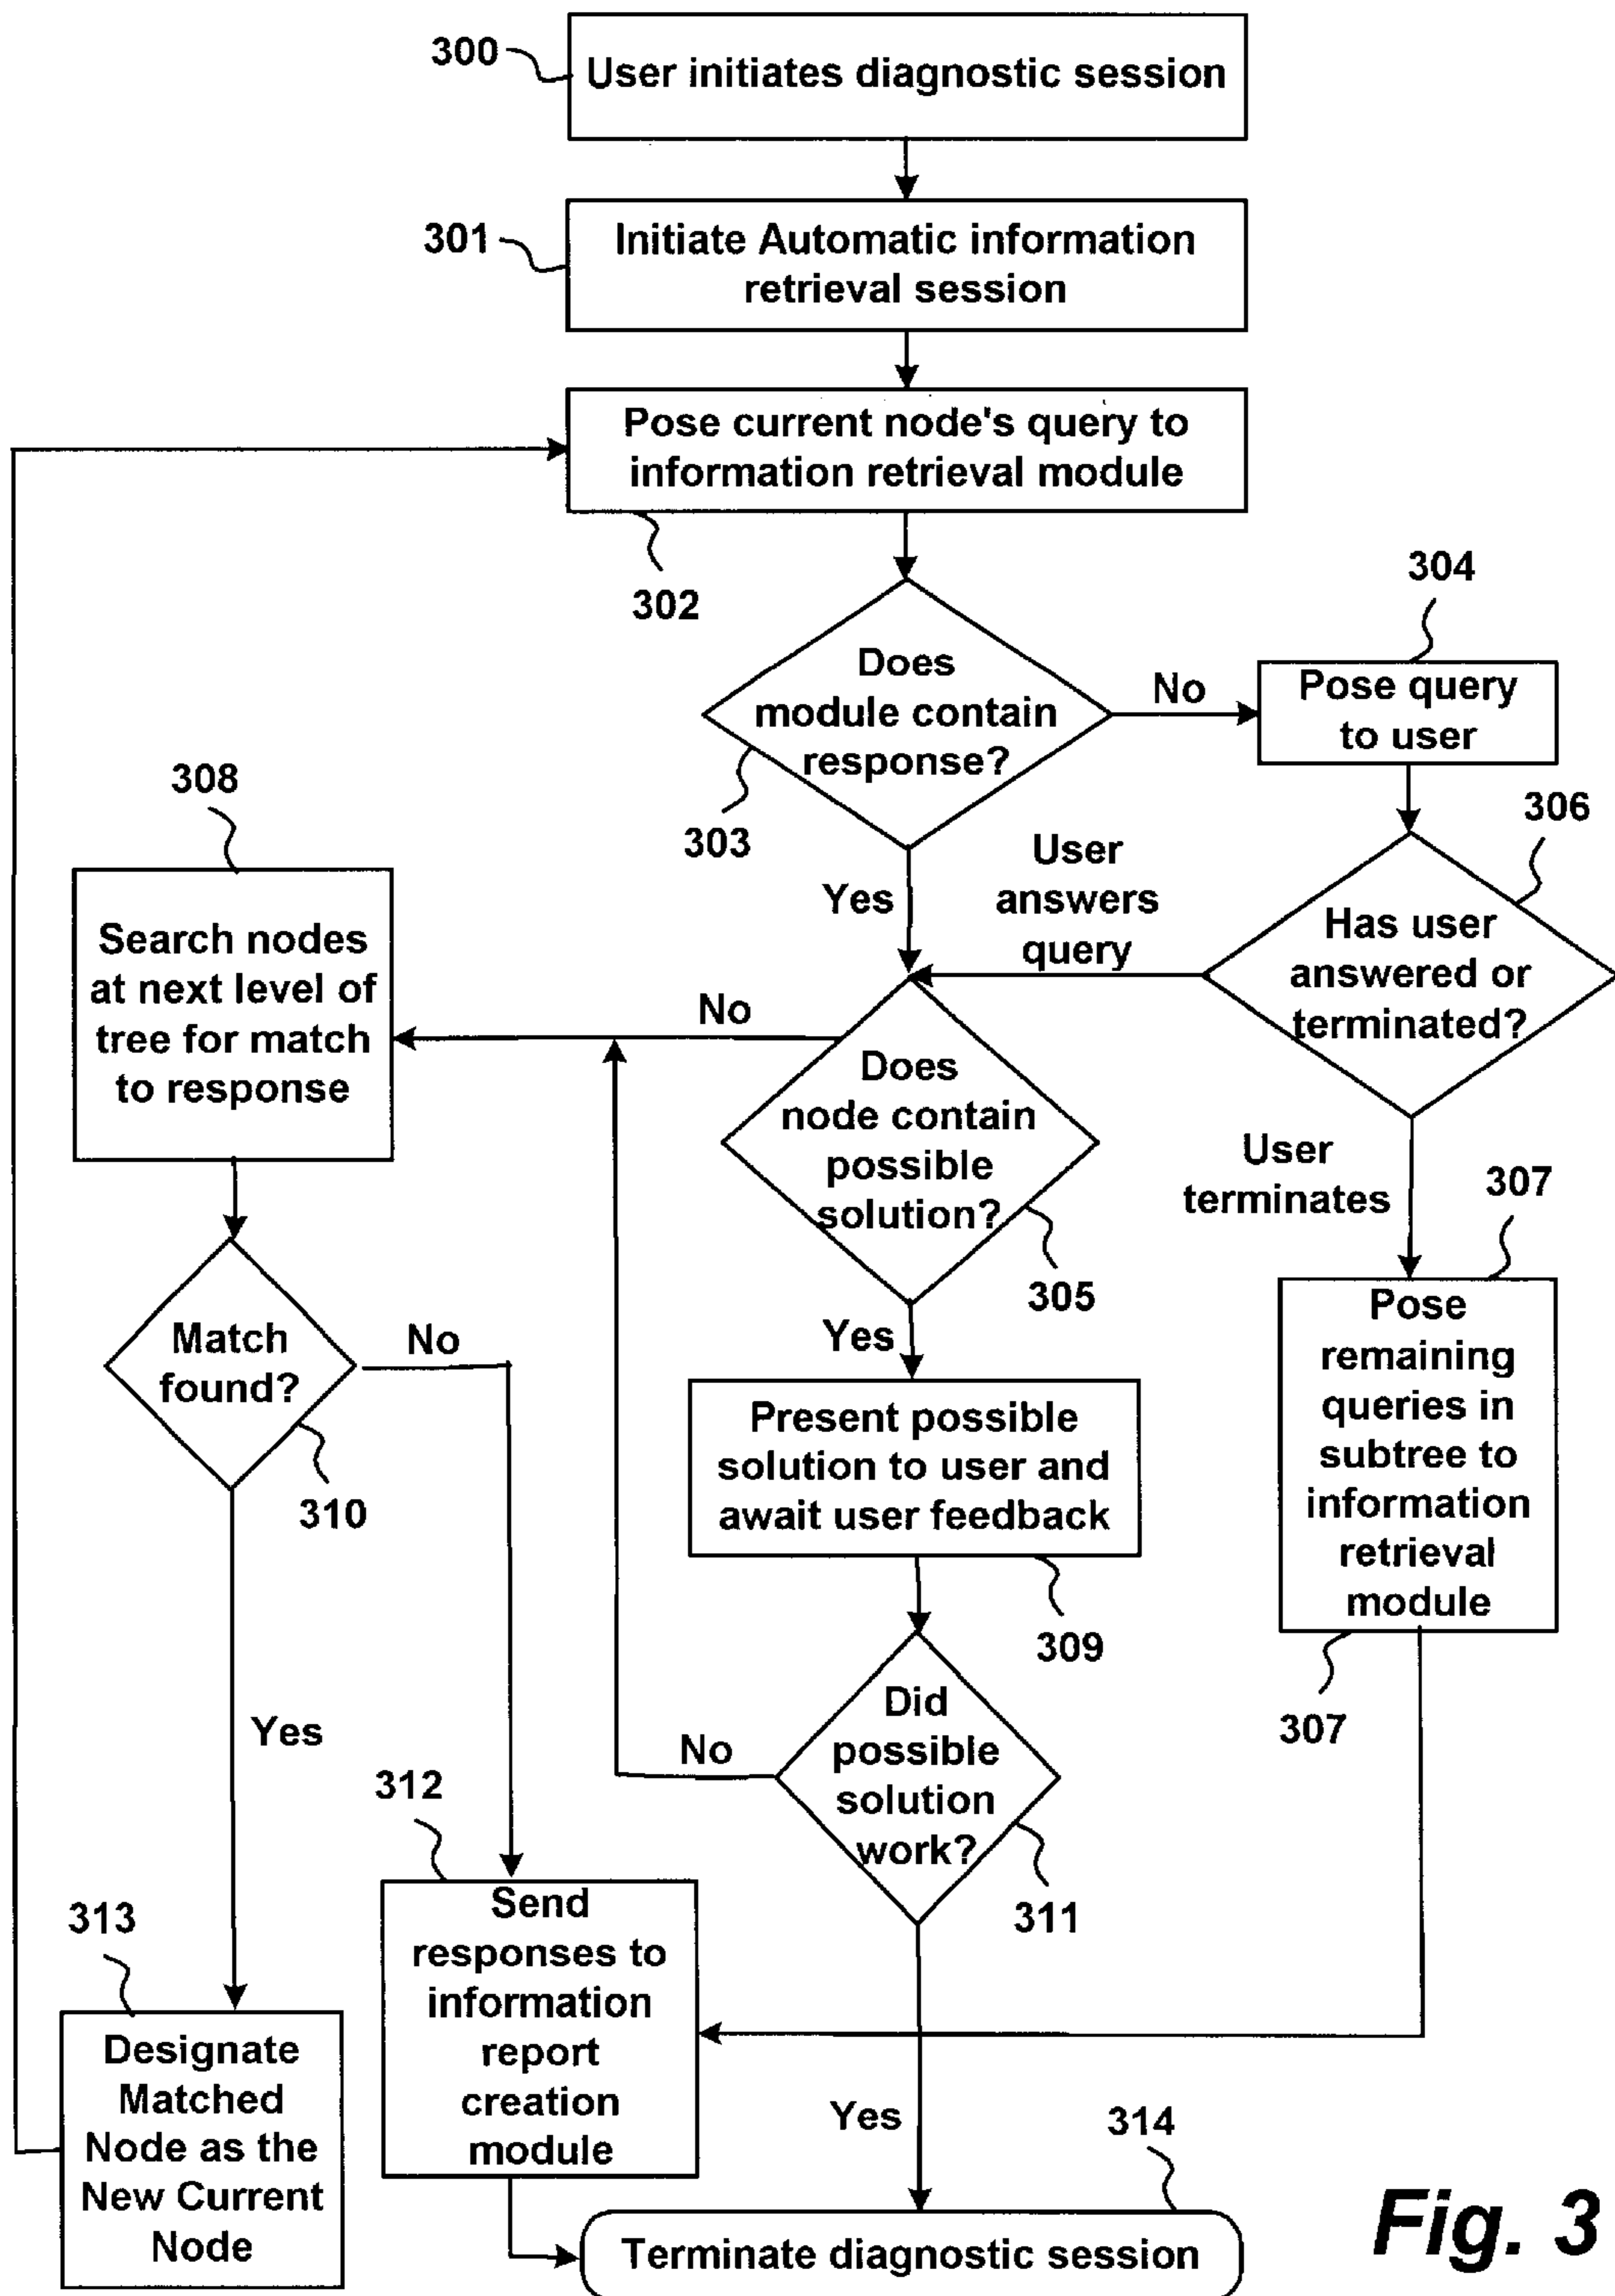 300
User initiates diagnostic session
301
Initiate Automatic information
retrieval session
Pose current node's query to
information retrieval module
302
304
Does
module contain
response?
No
Pose query
to user
303
308
306
Yes
User
answers
query
Search nodes
at next level of
tree for match
to response
Has user
answered or
terminated?
No
Does
node contain
possible
solution?
305
User
terminates
307
Match
found?
No
310
Yes
Pose
remaining
queries in
subtree to
information
retrieval
module
307
Present possible
solution to user and
await user feedback
309
Yes
Did
possible
solution
work?
No
311
312
313
Send
responses to
information
report
creation
module
Designate
Matched
Node as the
New Current
Node
Yes
314
Terminate diagnostic session
Fig. 3